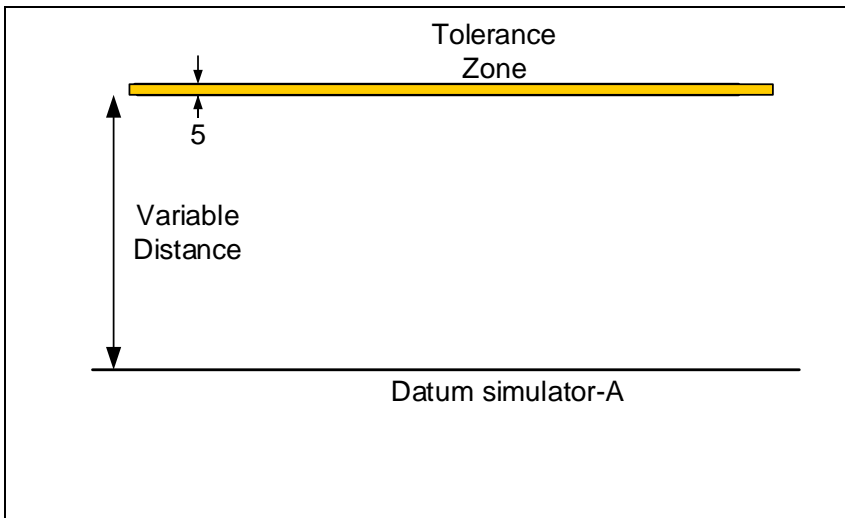 Tolerance
Zone
5
Variable
Distance
Datum simulator-A